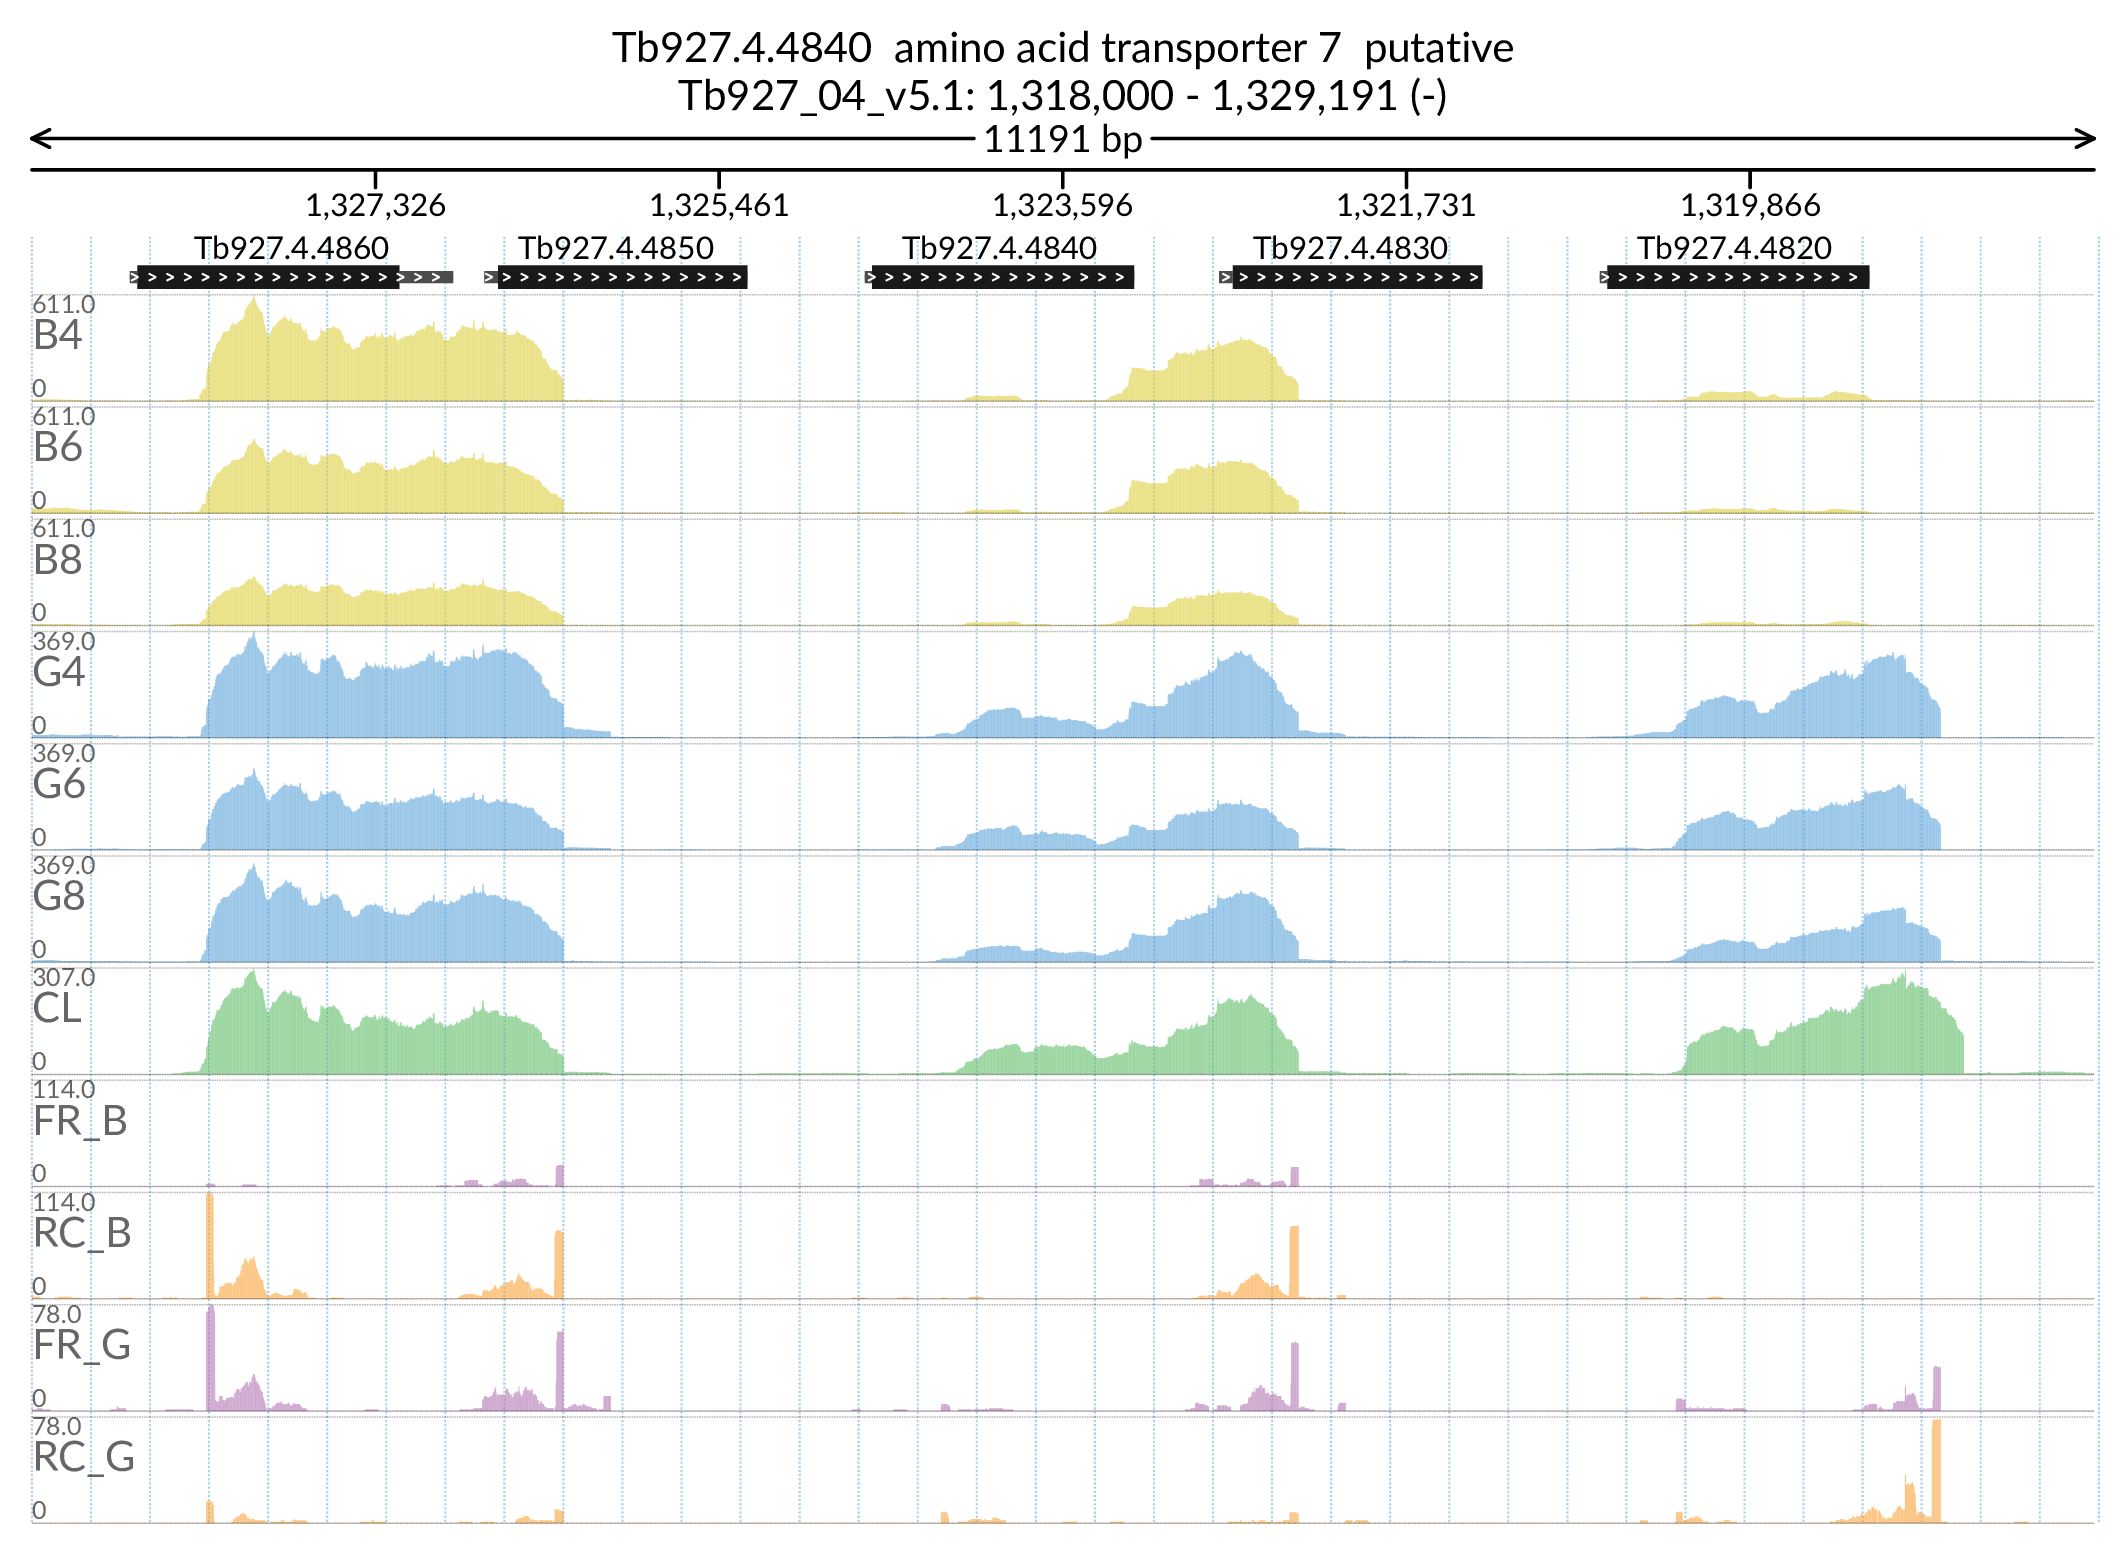 Tb927.4.4840 amino acid transporter 7 putative
Tb927_04_v5.1: 1,318,000 - 1,329,191 (-)
11191 bp
1,327,326 1,325,461 1,323,596 1,321,731 1,319,866
Tb927.4.4860 Tb927.4.4850 Tb927.4.4840 Tb927.4.4830 Tb927.4.4820
611.0
B4
0
611.0
B6
0
611.0
B8
0
369.0
G4
0
369.0
G6
0
369.0
G8
0
307.0
CL
0
114.0
FR_B
0
114.0
RC_B
0
78.0
FR_G
0
78.0
RC_G
0